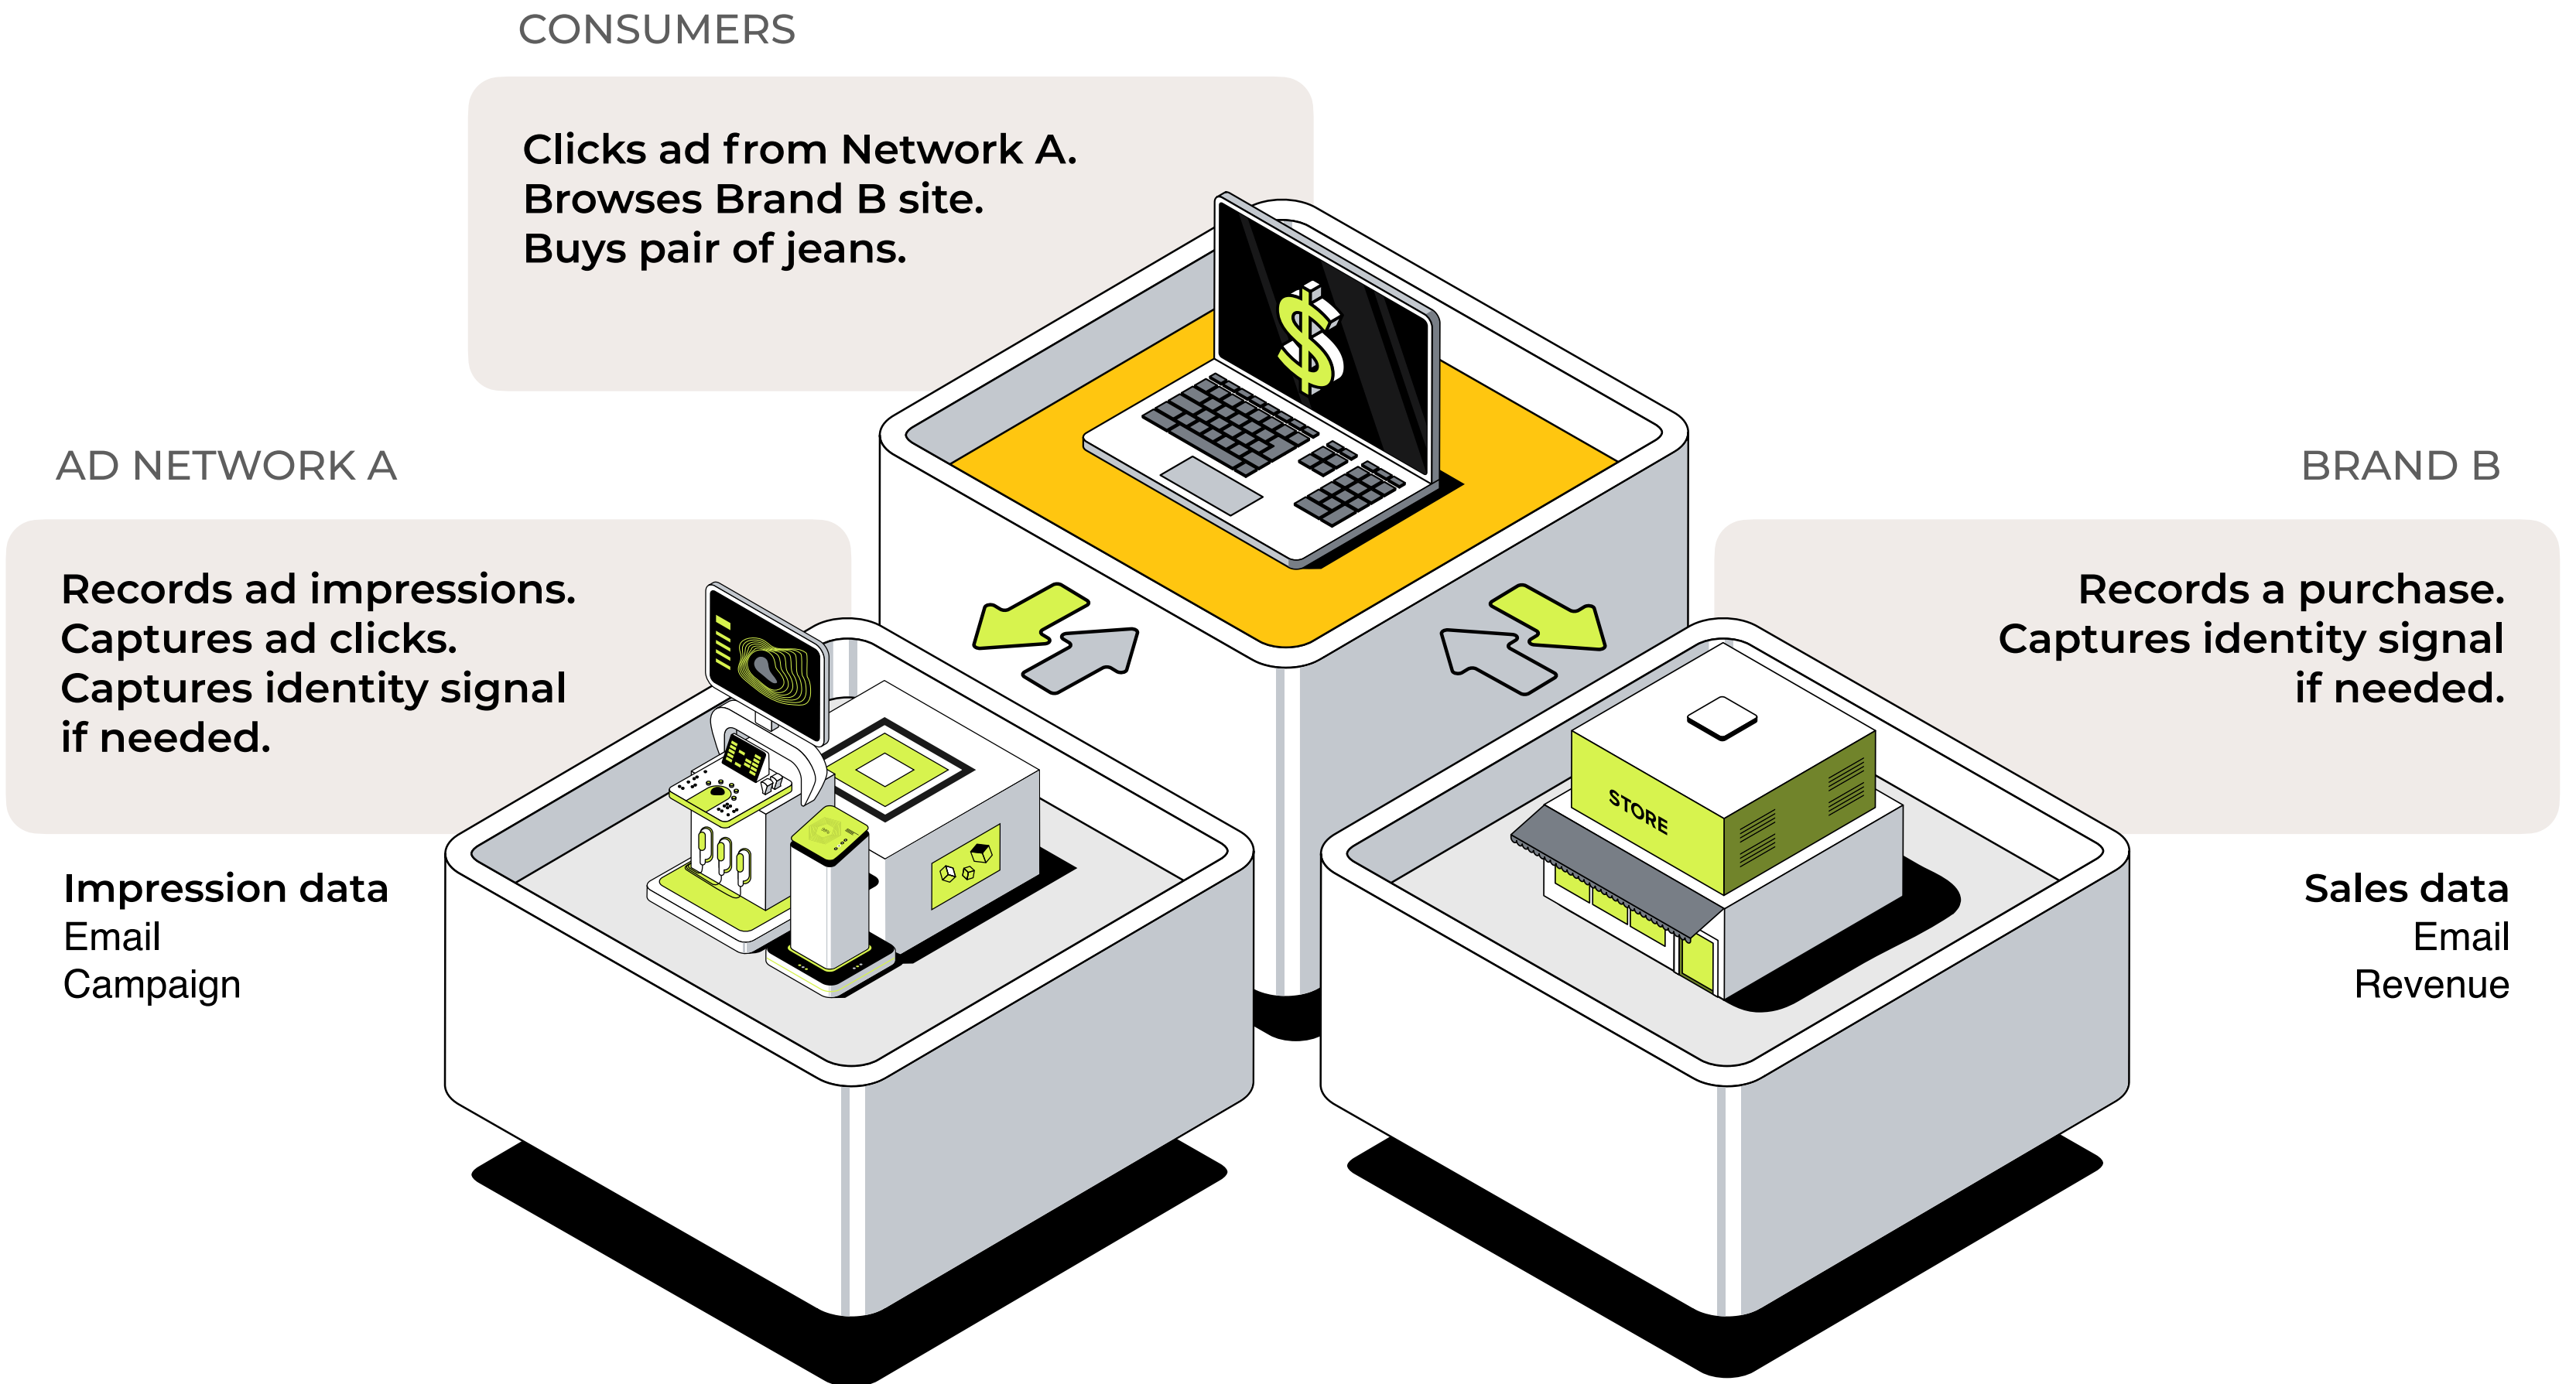 CONSUMERS
Clicks ad from Network A.
Browses Brand B site.
Buys pair of jeans.
AD NETWORK A
Records ad impressions.
Captures ad clicks.
Captures identity signal
if needed.
Impression data
Email
Campaign
BRAND B
Records a purchase.
Captures identity signal
if needed.
STORE
Sales data
Email
Revenue